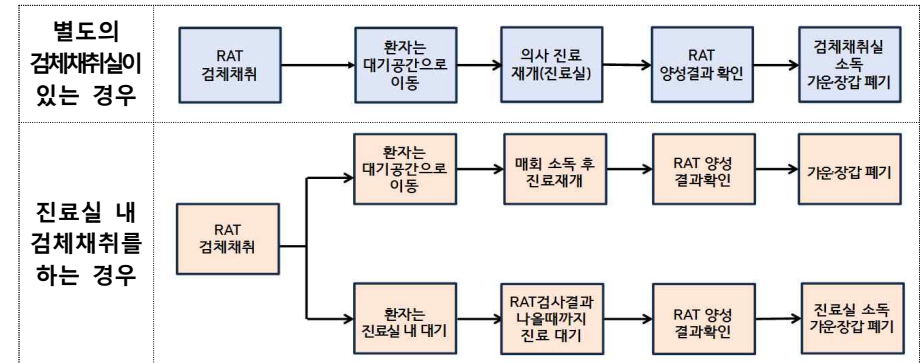 별도의
검체채취실이
있는 경우
RAT
검체채취
환자는
대기공간으로
이동
의사 진료
재개(진료실)
RAT
양성결과 확인
검체채취실
소독
가운·장갑 폐기
진료실 내
검체채취를
하는 경우
RAT
검체채취
환자는
대기공간으로
이동
매회 소독 후
진료재개
RAT 양성
결과확인
가운·장갑 폐기
환자는
진료실 내 대기
RAT검사결과
나올때까지
진료 대기
RAT 양성
결과확인
진료실 소독
가운·장갑 폐기